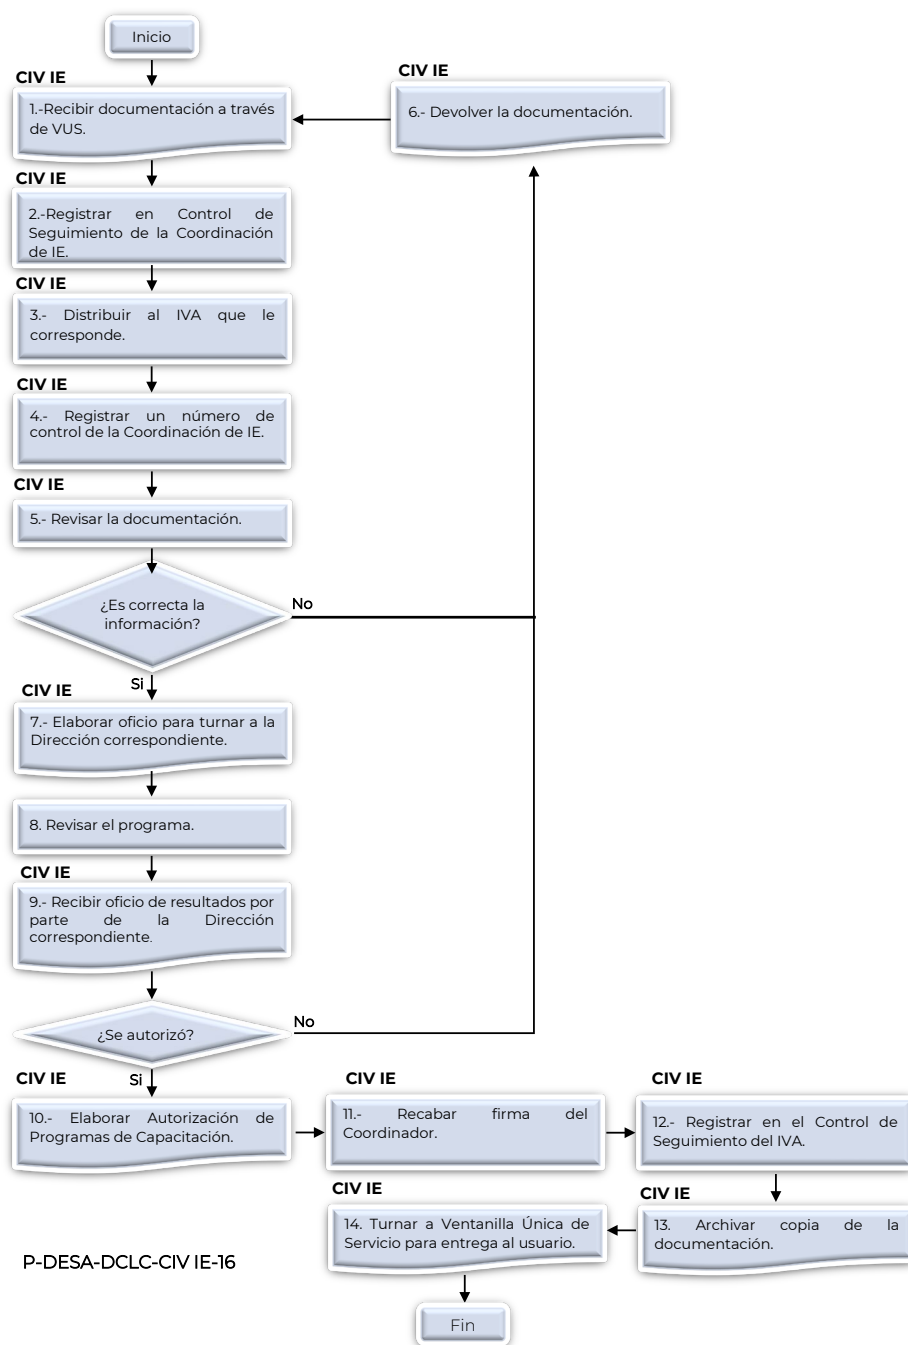 Inicio
CIV IE
1.-Recibir documentación a través
de VUS.
CIV IE
6.- Devolver la documentación.
CIV IE
2.-Registrar en Control de
Seguimiento de la Coordinación
de IE.
CIV IE
3.- Distribuir al IVA que le
corresponde.
CIV IE
4.- Registrar un número de
control de la Coordinación de IE.
CIV IE
5.- Revisar la documentación.
¿Es correcta la
información?
No
Si
CIV IE
7.- Elaborar oficio para turnar a la
Dirección correspondiente.
8. Revisar el programa.
CIV IE
9.- Recibir oficio de resultados por
parte de la Dirección
correspondiente.
¿Se autorizó?
No
Si
CIV IE
10.- Elaborar Autorización de
Programas de Capacitación.
CIV IE
11.- Recabar firma del
Coordinador.
CIV IE
12.- Registrar en el Control de
Seguimiento del IVA.
CIV IE
13. Archivar copia de la
documentación.
CIV IE
14. Turnar a Ventanilla Única de
Servicio para entrega al usuario.
P-DESA-DCLC-CIV IE-16
Fin